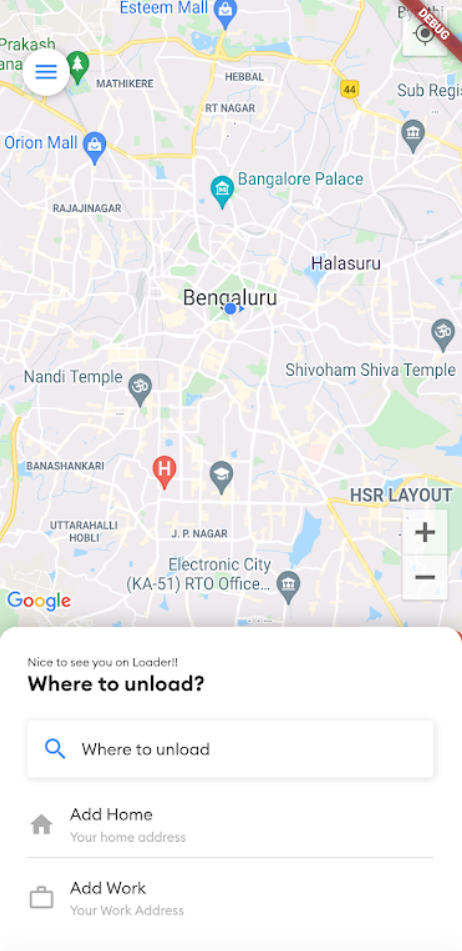 Esteem Mall
DEBUG
Prakash
MATHIKERE
HEBBAL
44
Sub Regis
RT NAGAR
Orion Mall
Bangalore Palace
RAJAJINAGAR
Halasuru
Bengaluru
Nandi Temple
Shivoham Shiva Temple
BANASHANKARI
H
HSR LAYOUT
UTTARAHALLI
HOBLI
J. P. NAGAR
Electronic City
(KA-51) RTO Office...
Google
Nice to see you on Loader!!
Where to unload?
Where to unload
Add Home
Your home address
Add Work
Your Work Address